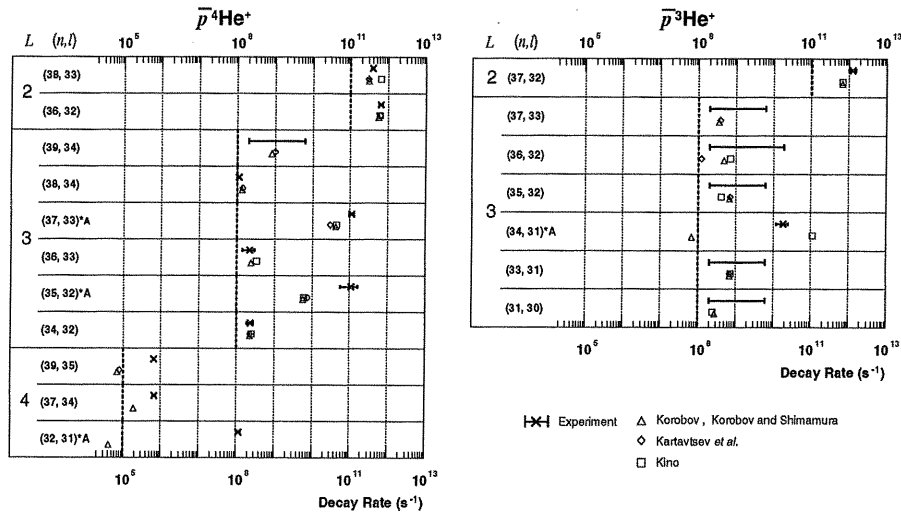 p̅ ⁴He⁺
L (n,l) 10⁵ 10⁸ 10¹¹ 10¹³
2
(38, 33)
(36, 32)
3
(39, 34)
(38, 34)
(37, 33)*A
(36, 33)
(35, 32)*A
(34, 32)
4
(39, 35)
(37, 34)
(32, 31)*A
10⁵ 10⁸ 10¹¹ 10¹³
Decay Rate (s⁻¹)
p̅ ³He⁺
L (n,l) 10⁵ 10⁸ 10¹¹ 10¹³
2
(37, 32)
3
(37, 33)
(36, 32)
(35, 32)
(34, 31)*A
(33, 31)
(31, 30)
10⁵ 10⁸ 10¹¹ 10¹³
Decay Rate (s⁻¹)
Experiment
Korobov , Korobov and Shimamura
Kartavtsev et al.
Kino